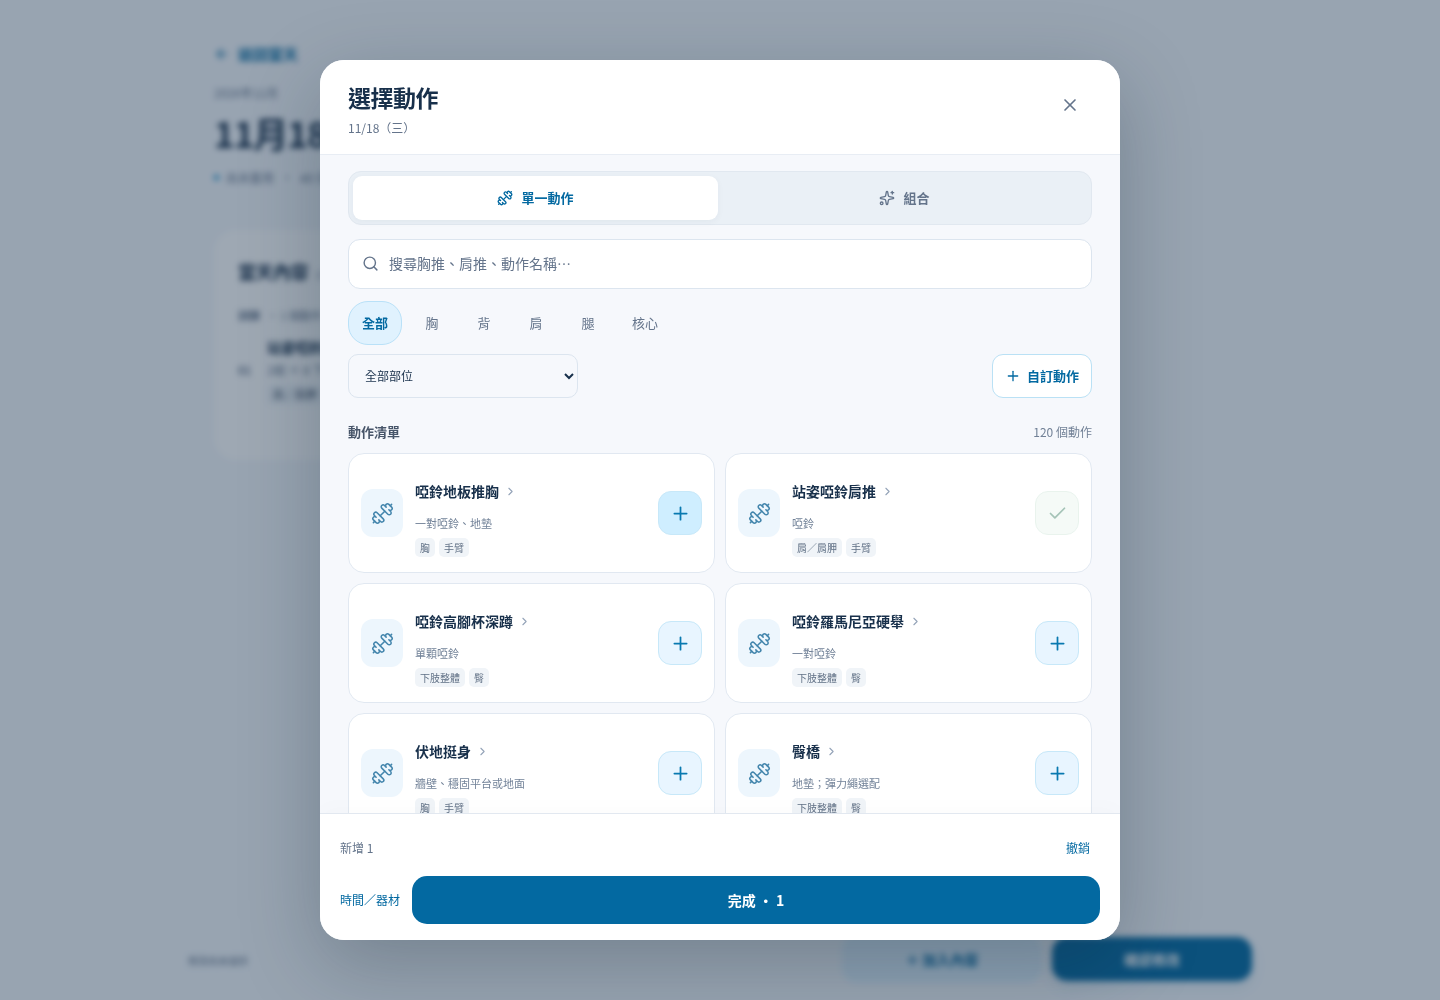 11月18
選擇動作
11/18（三）
單一動作
組合
搜尋胸推、肩推、動作名稱…
全部
胸
背
肩
腿
核心
全部部位
自訂動作
動作清單
120 個動作
啞鈴地板推胸
一對啞鈴、地墊
胸
手臂
站姿啞鈴肩推
啞鈴
肩／肩胛
手臂
啞鈴高腳杯深蹲
單顆啞鈴
下肢整體
臀
啞鈴羅馬尼亞硬舉
一對啞鈴
下肢整體
臀
伏地挺身
牆壁、穩固平台或地面
胸
手臂
臀橋
地墊；彈力繩選配
下肢整體
臀
新增 1
撤銷
時間／器材
完成 · 1